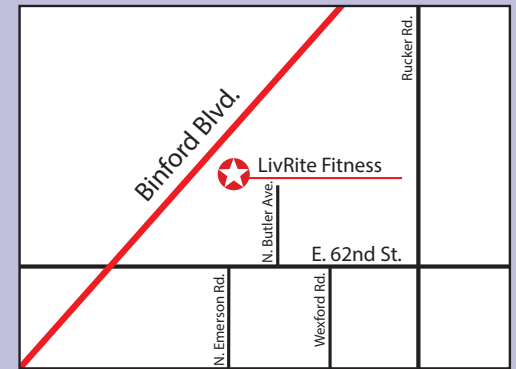 Rucker Rd.
Binford Blvd.
LivRite Fitness
N. Butler Ave.
E. 62nd St.
N. Emerson Rd.
Wexford Rd.